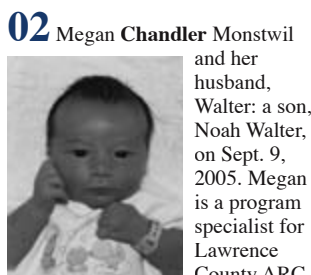 02 Megan Chandler Monstwil
and her
husband,
Walter: a son,
Noah Walter,
on Sept. 9,
2005. Megan
is a program
specialist for
Lawrence
County ARC